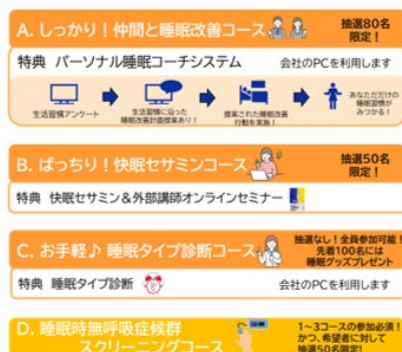 A. しっかり！仲間と睡眠改善コース
抽選80名
限定！
特典 パーソナル睡眠コーチシステム
会社のPCを利用します
生活習慣アンケート
生活習慣に沿った
睡眠改善計画提案あり！
提案された睡眠改善
行動を実施！
あなただけの
睡眠習慣が
みつかる！
B. ばっちり！快眠セサミンコース
抽選50名
限定！
特典 快眠セサミン＆外部講師オンラインセミナー
C. お手軽♪ 睡眠タイプ診断コース
抽選なし！全員参加可能！
先着100名には
睡眠グッズプレゼント
特典 睡眠タイプ診断
会社のPCを利用します
D. 睡眠時無呼吸症候群
スクリーニングコース
1～3コースの参加必須！
かつ、希望者に対して
抽選50名限定！